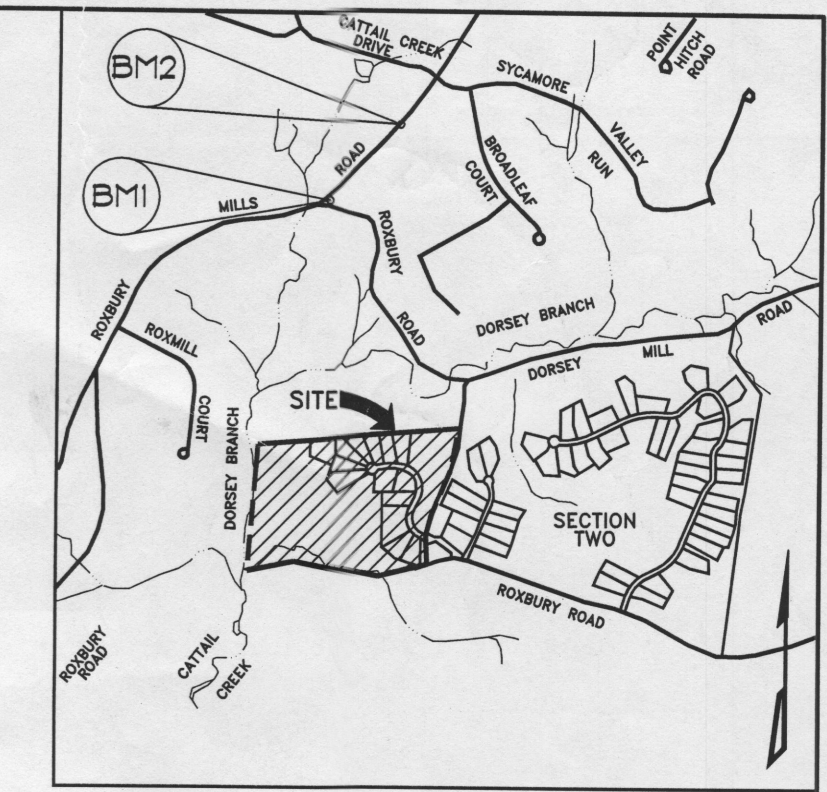 CATTAIL CREEK
DRIVE
POINT
HITCH
ROAD
BM2
SYCAMORE
VALLEY
RUN
BROADLEAF
COURT
ROAD
BM1
MILLS
ROXBURY
ROAD
ROXBURY
DORSEY BRANCH
ROAD
ROXMILL
COURT
DORSEY
MILL
SITE
DORSEY BRANCH
SECTION
TWO
ROXBURY ROAD
ROXBURY
ROAD
CATTAIL
CREEK